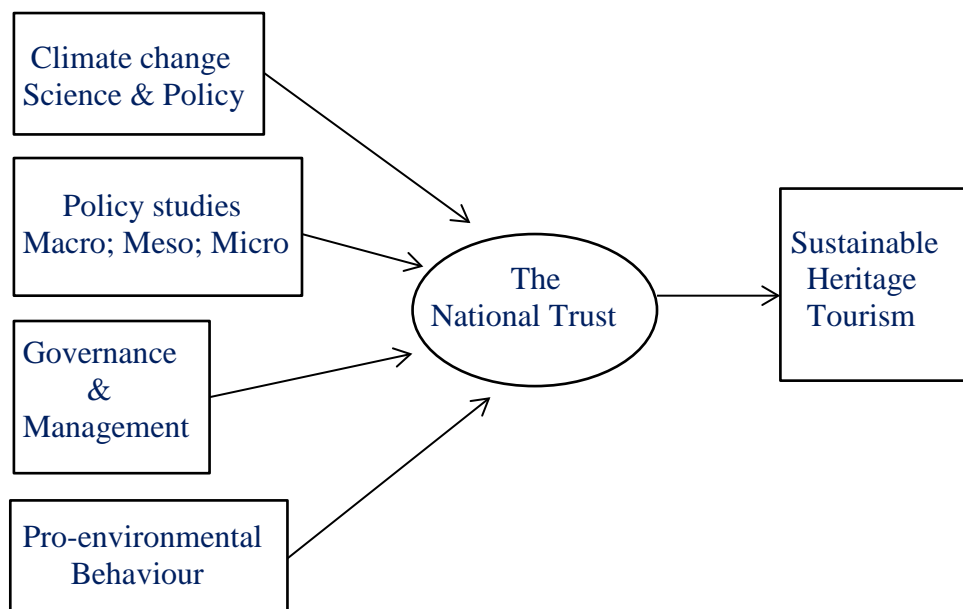 Climate change
Science & Policy
Policy studies
Macro; Meso; Micro
Governance
&
Management
Pro-environmental
Behaviour
The
National Trust
Sustainable
Heritage
Tourism